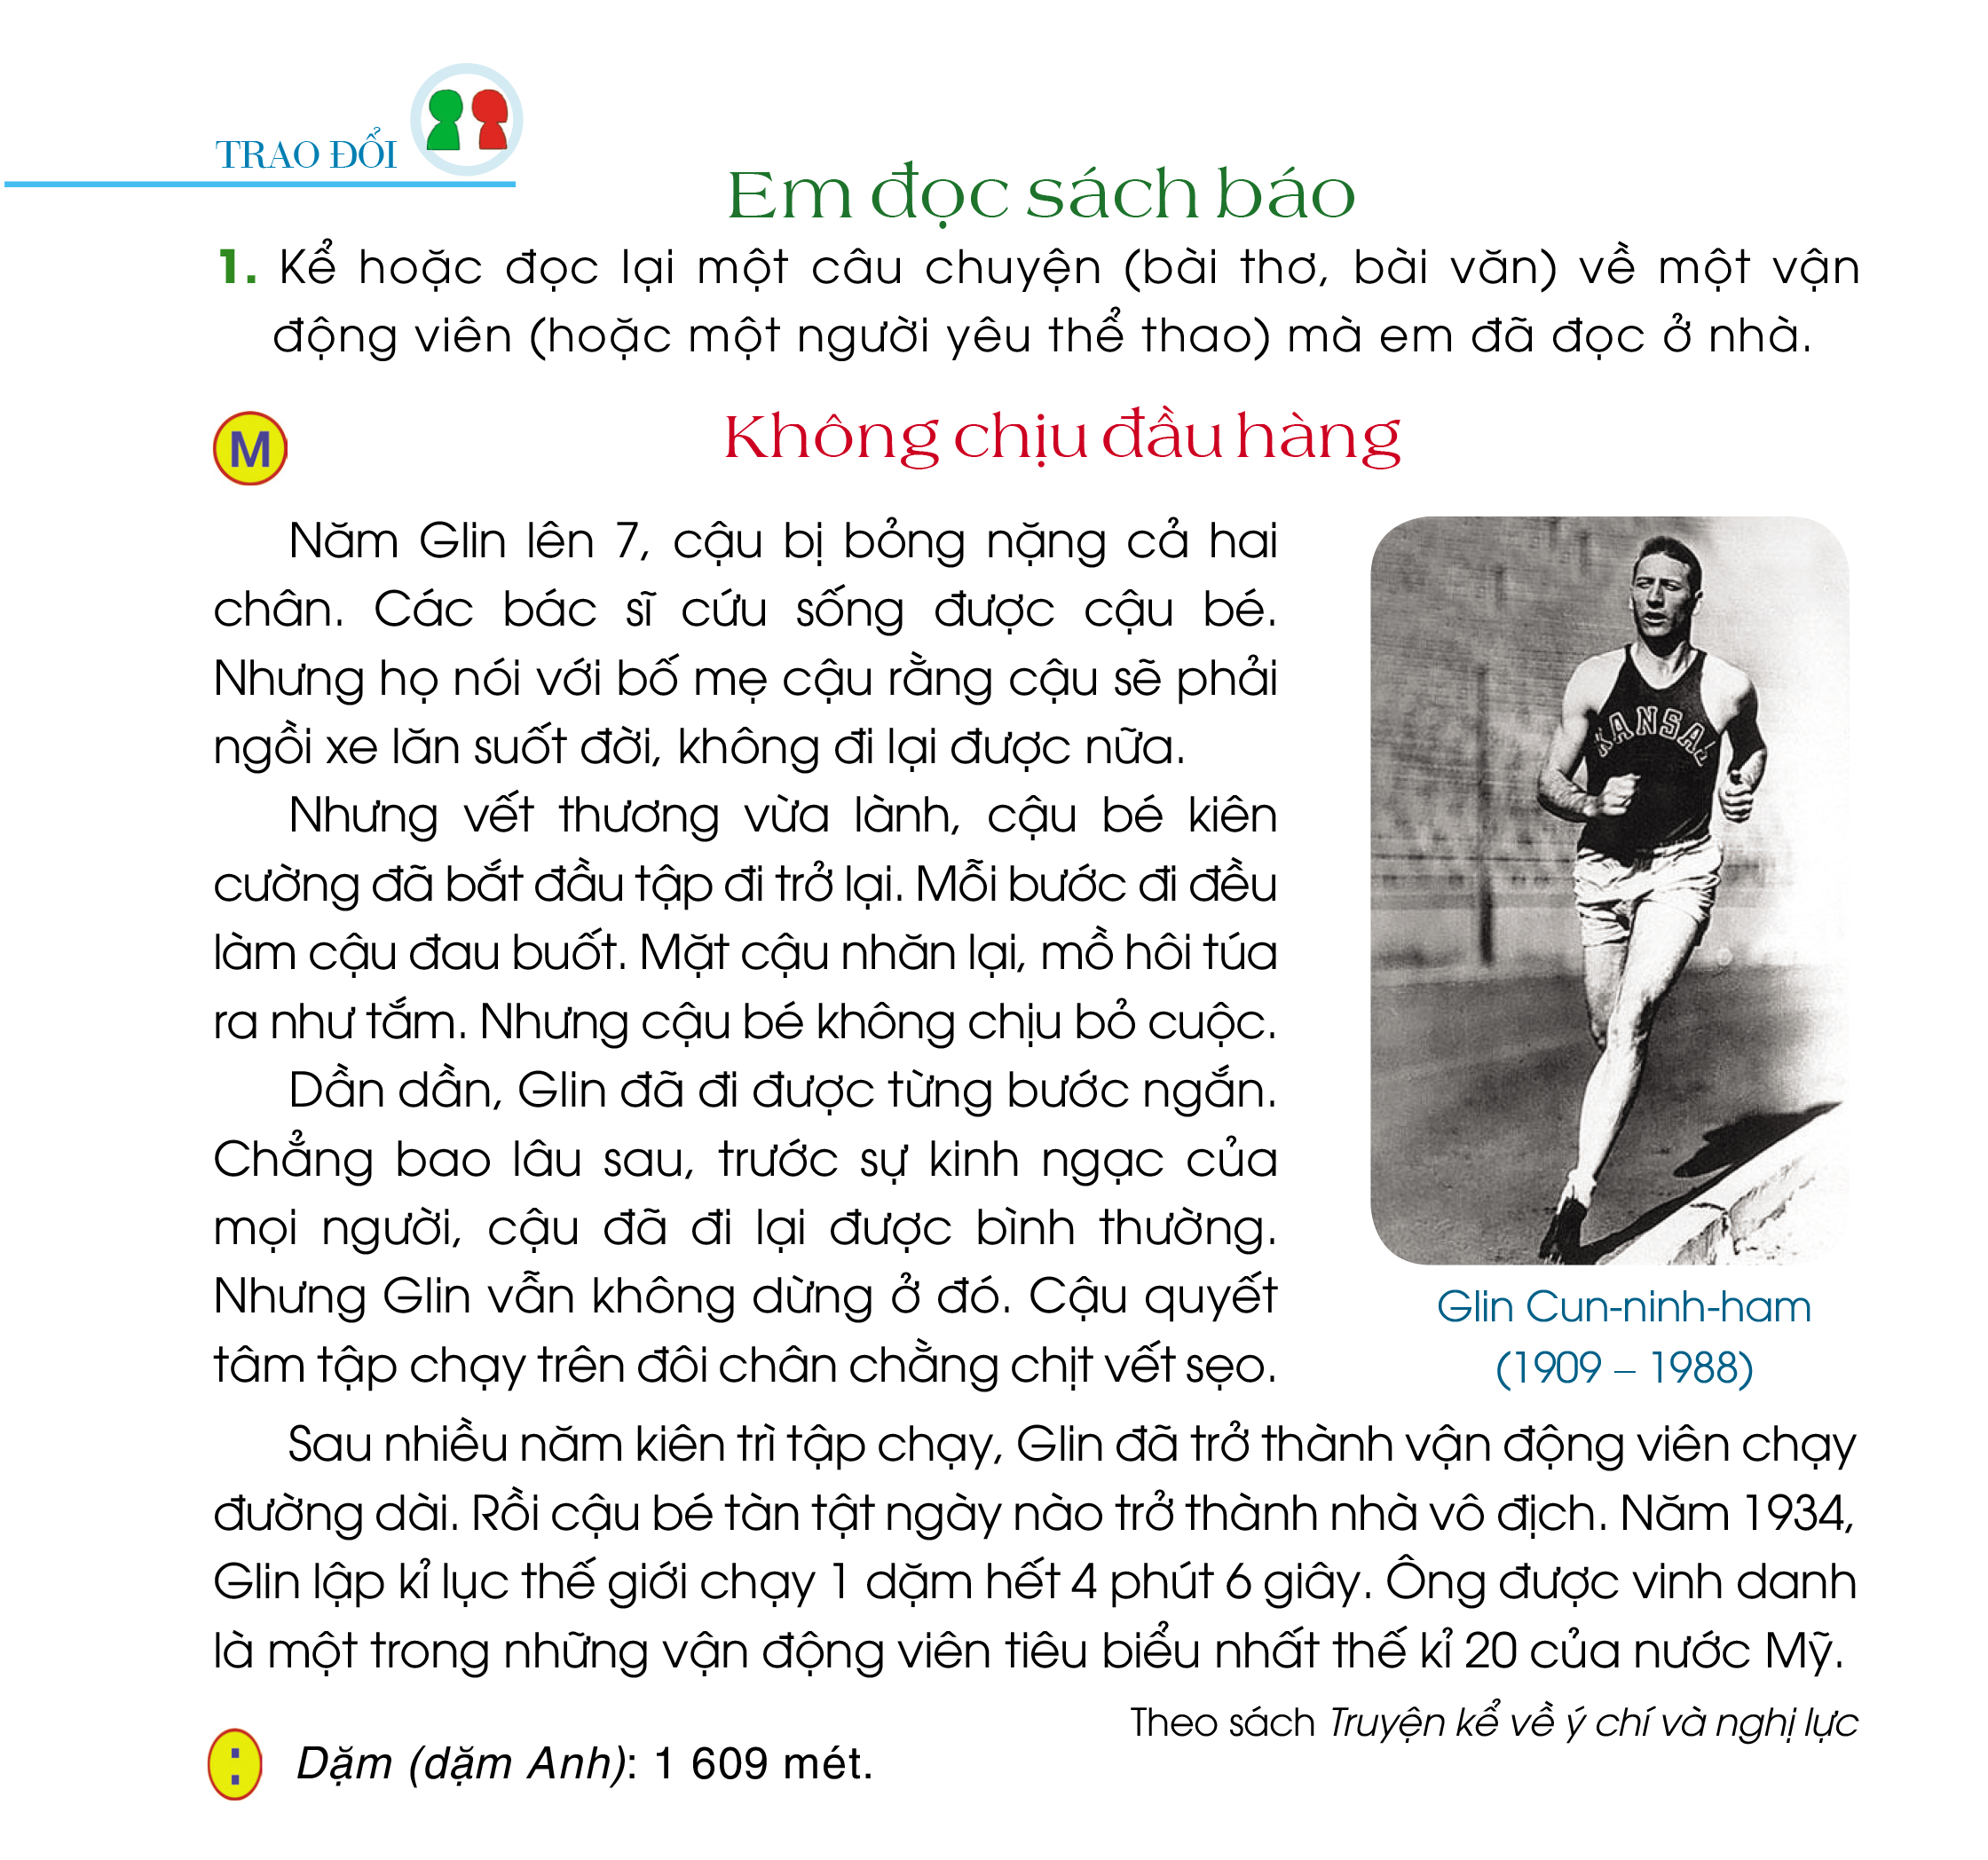 TRAO ĐỔI
Em đọc sách báo
1. Kể hoặc đọc lại một câu chuyện (bài thơ, bài văn) về một vận
động viên (hoặc một người yêu thể thao) mà em đã đọc ở nhà.
M
Không chịu đầu hàng
Năm Glin lên 7, cậu bị bỏng nặng cả hai
chân. Các bác sĩ cứu sống được cậu bé.
Nhưng họ nói với bố mẹ cậu rằng cậu sẽ phải
ngồi xe lăn suốt đời, không đi lại được nữa.
Nhưng vết thương vừa lành, cậu bé kiên
cường đã bắt đầu tập đi trở lại. Mỗi bước đi đều
làm cậu đau buốt. Mặt cậu nhăn lại, mồ hôi túa
ra như tắm. Nhưng cậu bé không chịu bỏ cuộc.
Dần dần, Glin đã đi được từng bước ngắn.
Chẳng bao lâu sau, trước sự kinh ngạc của
mọi người, cậu đã đi lại được bình thường.
Nhưng Glin vẫn không dừng ở đó. Cậu quyết
tâm tập chạy trên đôi chân chằng chịt vết sẹo.
KANSAS
Glin Cun-ninh-ham
(1909 – 1988)
Sau nhiều năm kiên trì tập chạy, Glin đã trở thành vận động viên chạy
đường dài. Rồi cậu bé tàn tật ngày nào trở thành nhà vô địch. Năm 1934,
Glin lập kỉ lục thế giới chạy 1 dặm hết 4 phút 6 giây. Ông được vinh danh
là một trong những vận động viên tiêu biểu nhất thế kỉ 20 của nước Mỹ.
Theo sách Truyện kể về ý chí và nghị lực
: Dặm (dặm Anh): 1 609 mét.